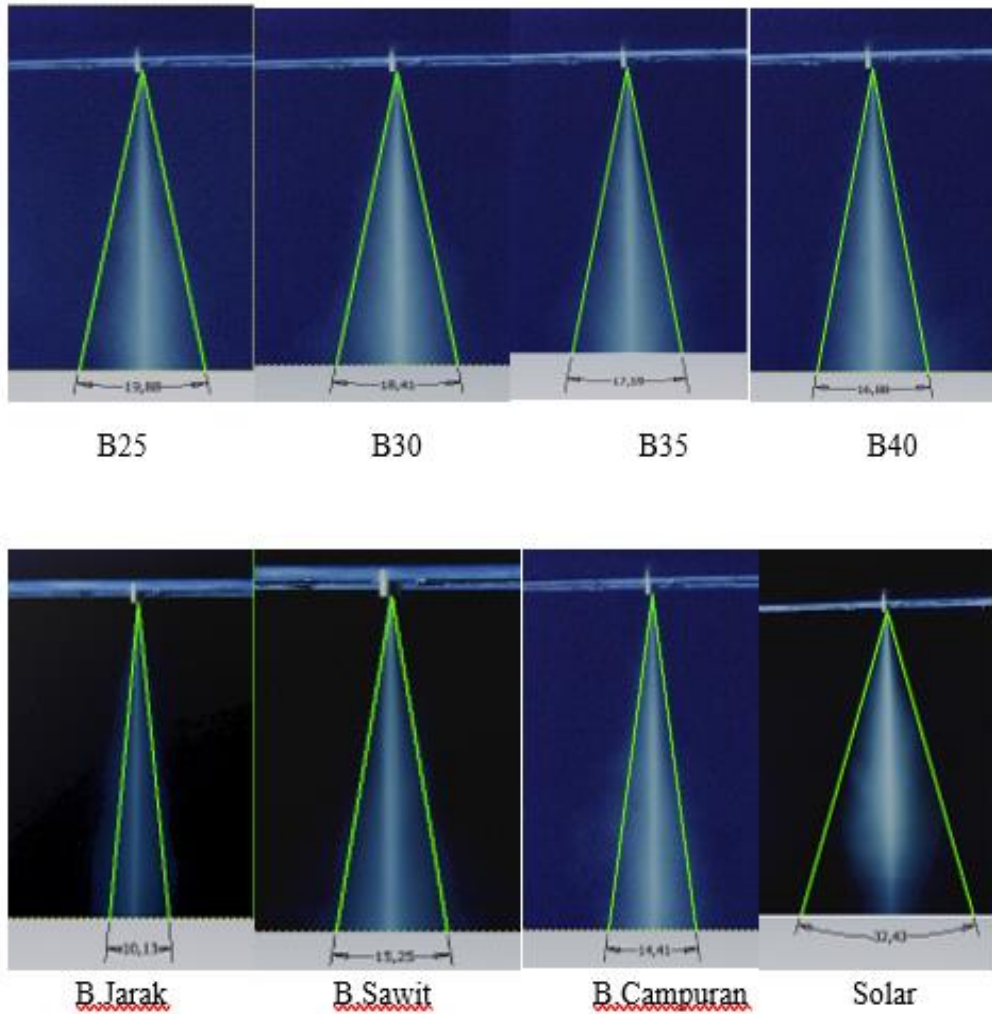 19,88 18,41 17,59 16,88
B25 B30 B35 B40
10,13 15,25 14,41 32,43
B.Jarak B.Sawit B.Campuran Solar